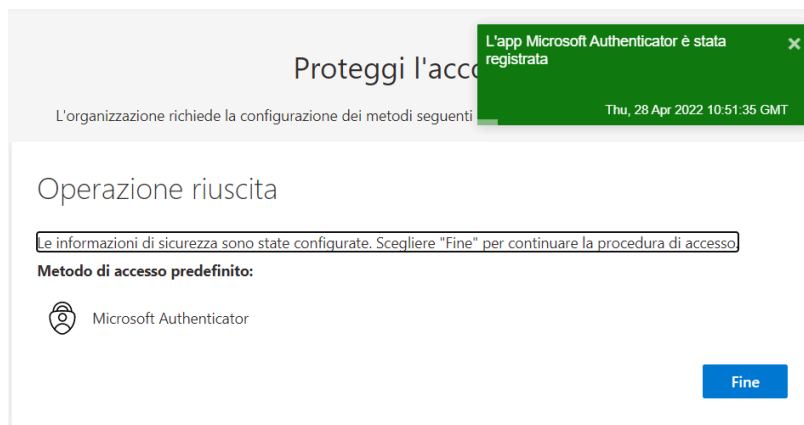 Proteggi l'acc
L'app Microsoft Authenticator è stata
registrata
Thu, 28 Apr 2022 10:51:35 GMT
L'organizzazione richiede la configurazione dei metodi seguenti
Operazione riuscita
Le informazioni di sicurezza sono state configurate. Scegliere "Fine" per continuare la procedura di accesso.
Metodo di accesso predefinito:
Microsoft Authenticator
Fine